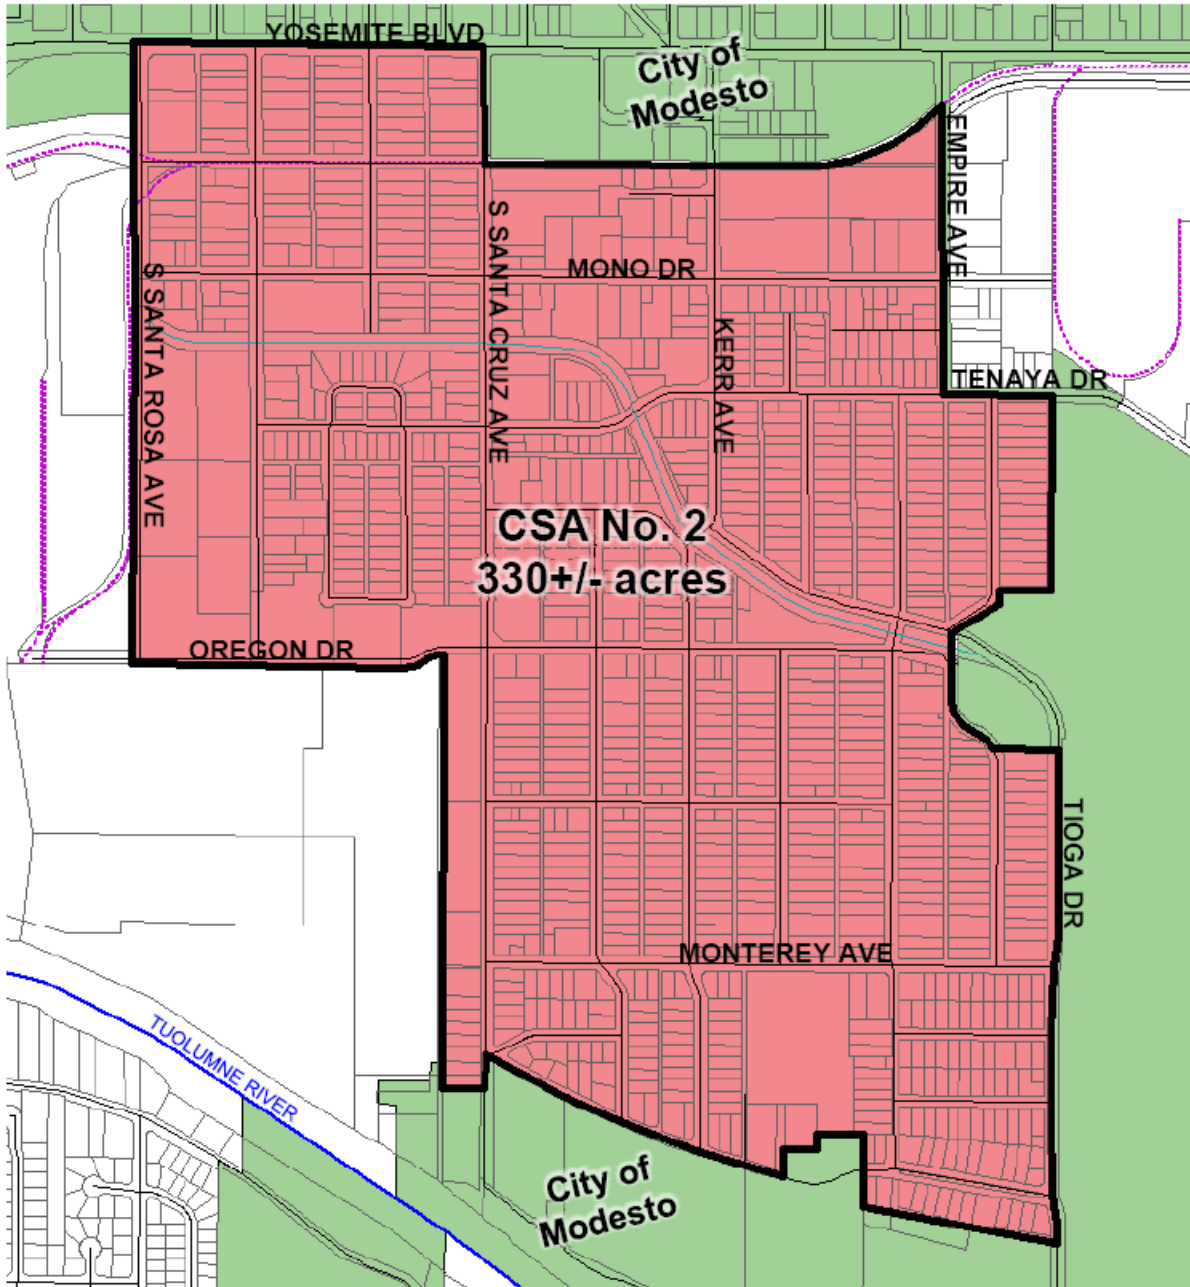 YOSEMITE BLVD
City of
Modesto
EMPIRE AVE
S SANTA CRUZ AVE
MONO DR
S SANTA ROSA AVE
KERR AVE
TENAYA DR
CSA No. 2
330+/- acres
OREGON DR
TIOGA DR
MONTEREY AVE
TUOLUMNE RIVER
City of
Modesto